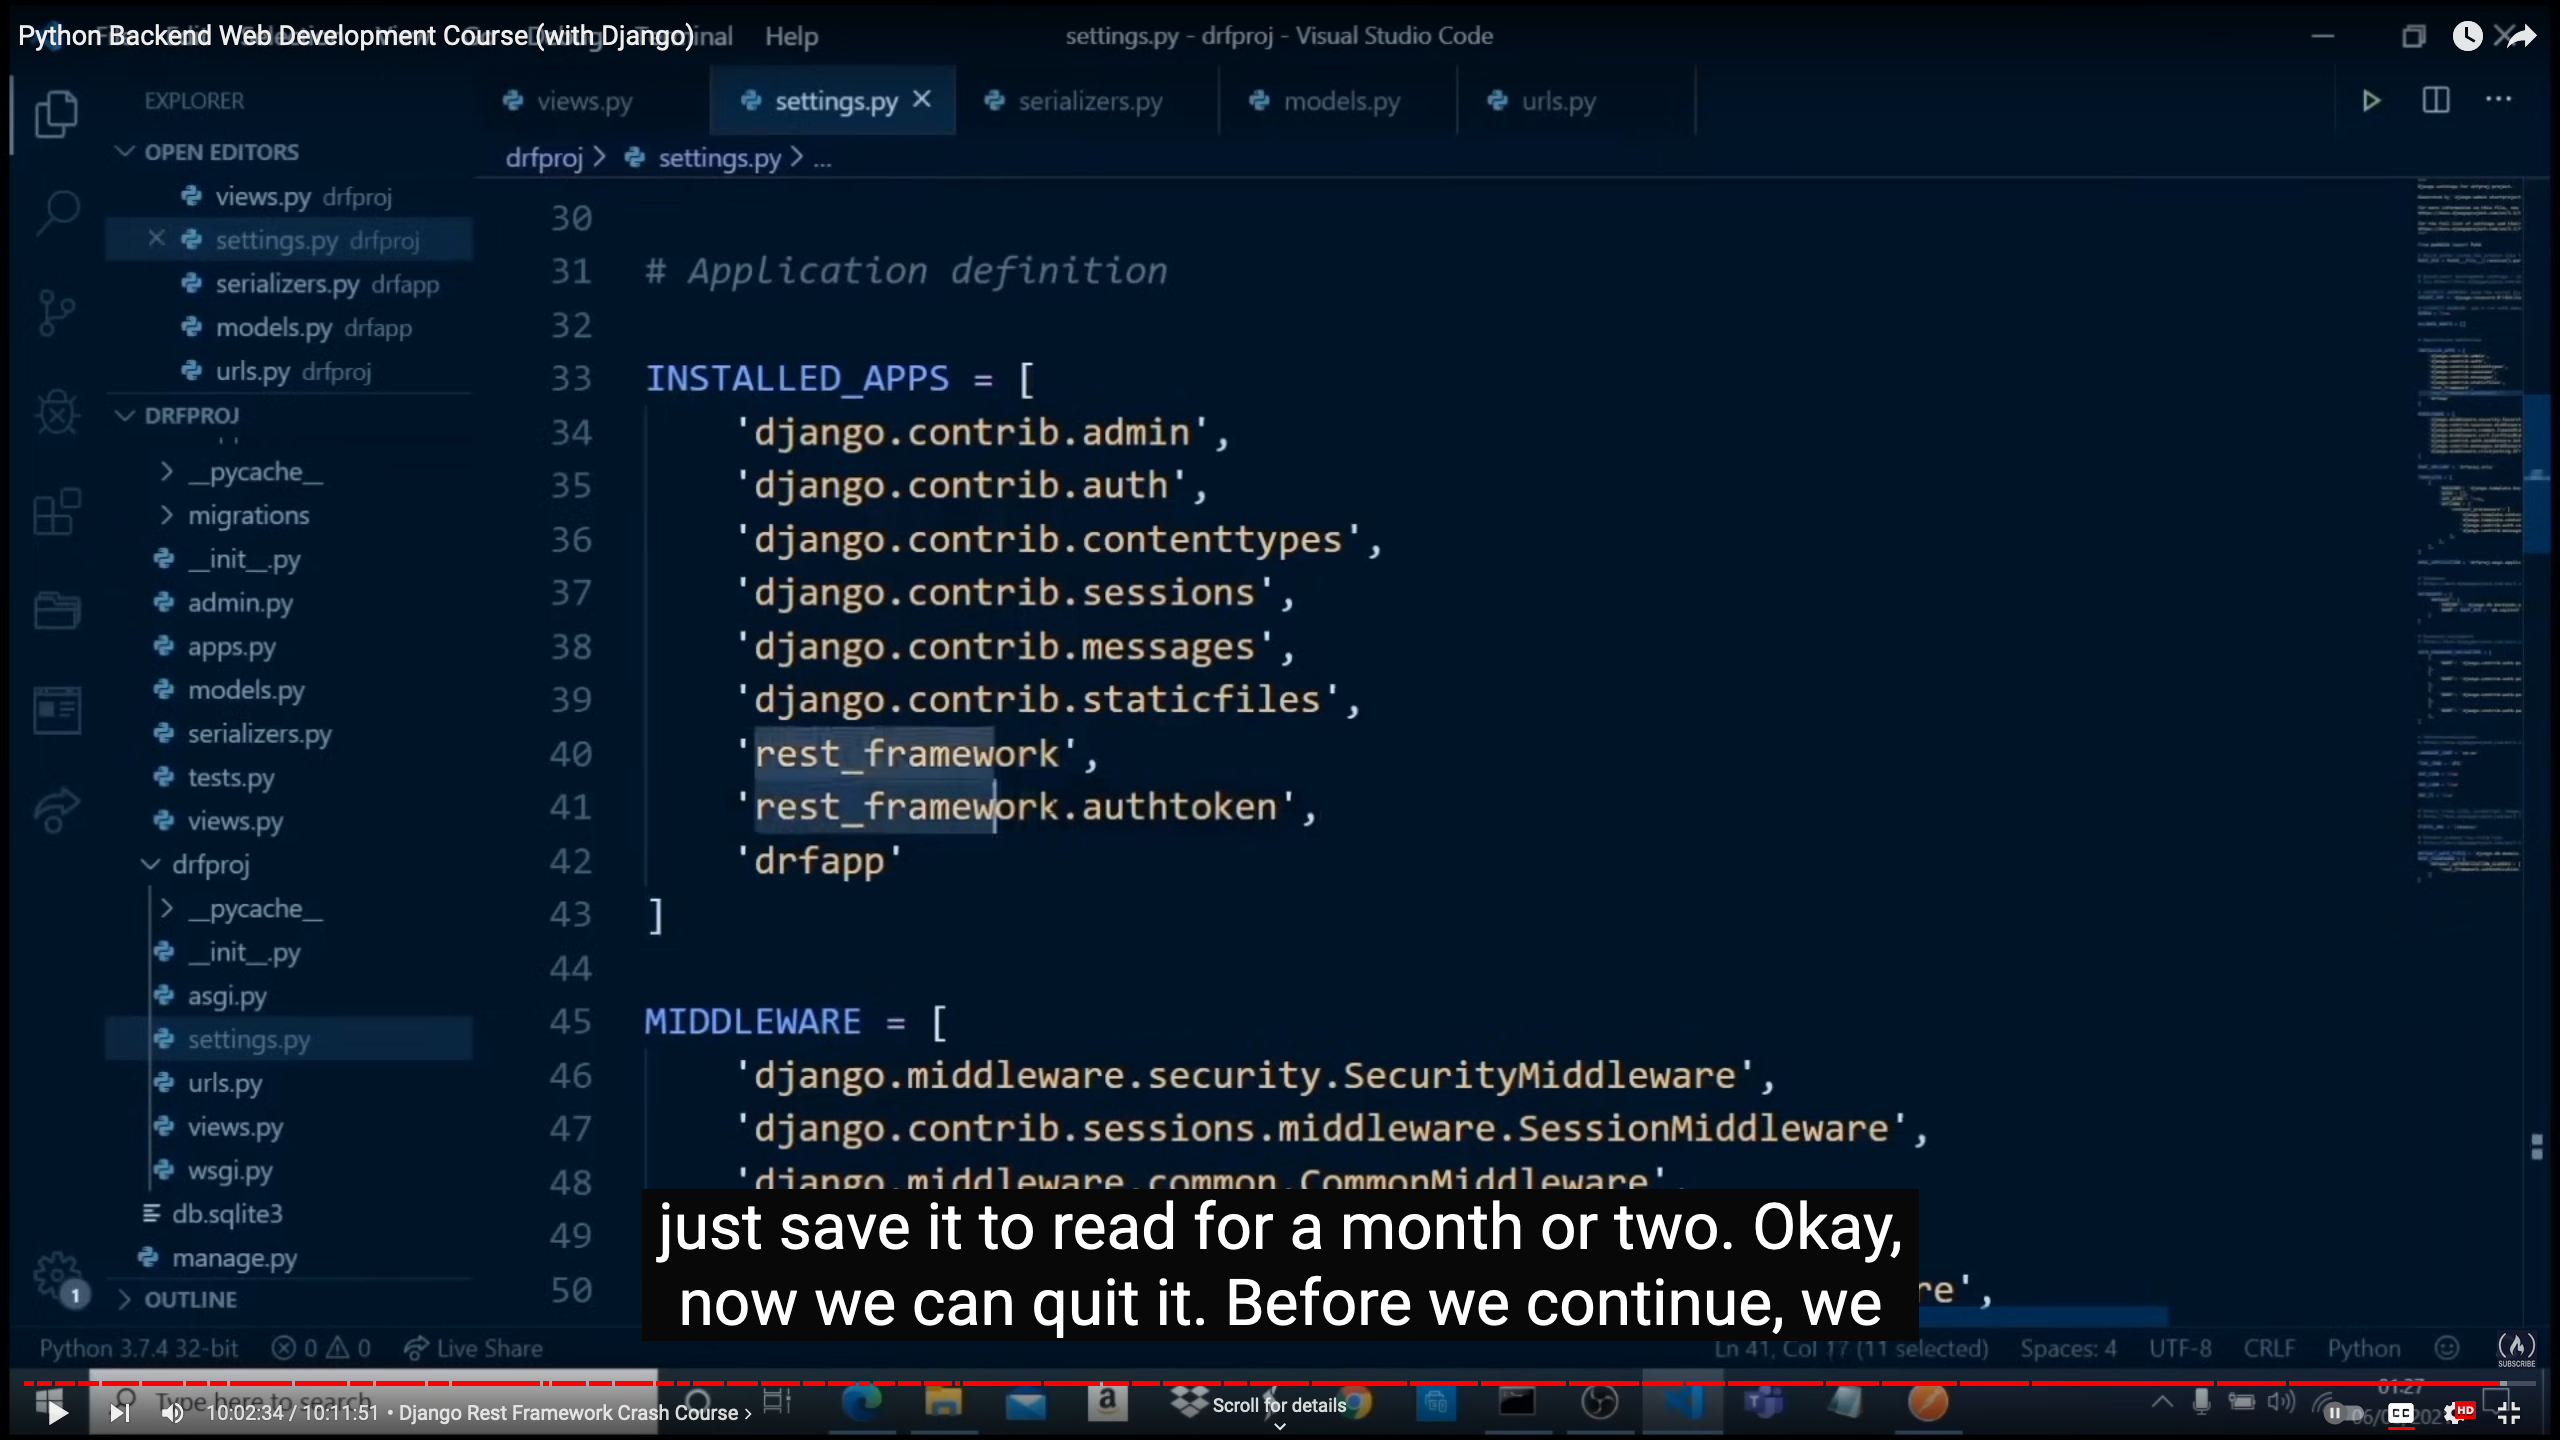 Python Backend Web Development Course (with Django)
Help
settings.py - drfproj - Visual Studio Code
EXPLORER
OPEN EDITORS
views.py drfproj
settings.py drfproj
serializers.py drfapp
models.py drfapp
urls.py drfproj
DRFPROJ
__pycache__
migrations
__init__.py
admin.py
apps.py
models.py
serializers.py
tests.py
views.py
drfproj
__pycache__
__init__.py
asgi.py
settings.py
urls.py
views.py
wsgi.py
db.sqlite3
manage.py
OUTLINE
1
views.py
settings.py
serializers.py
models.py
urls.py
drfproj > settings.py > ...
30
31 # Application definition
32
33 INSTALLED_APPS = [
34 'django.contrib.admin',
35 'django.contrib.auth',
36 'django.contrib.contenttypes',
37 'django.contrib.sessions',
38 'django.contrib.messages',
39 'django.contrib.staticfiles',
40 'rest_framework',
41 'rest_framework.authtoken',
42 'drfapp'
43 ]
44
45 MIDDLEWARE = [
46 'django.middleware.security.SecurityMiddleware',
47 'django.contrib.sessions.middleware.SessionMiddleware',
48 'django.middleware.common.CommonMiddleware',
49
50 re',
just save it to read for a month or two. Okay,
now we can quit it. Before we continue, we
Python 3.7.4 32-bit 0 0 Live Share
Ln 41, Col 17 (11 selected) Spaces: 4 UTF-8 CRLF Python
SUBSCRIBE
Type here to search
01:27
10:02:34 / 10:11:51 • Django Rest Framework Crash Course >
Scroll for details
CC
HD